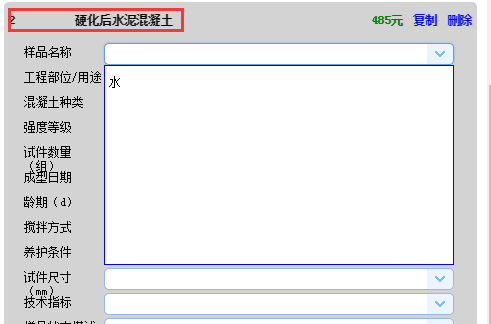 2 硬化后水泥混凝土 485元 复制 删除
样品名称
水
工程部位/用途
混凝土种类
强度等级
试件数量
（组）
成型日期
龄期（d）
搅拌方式
养护条件
试件尺寸
（mm）
技术指标